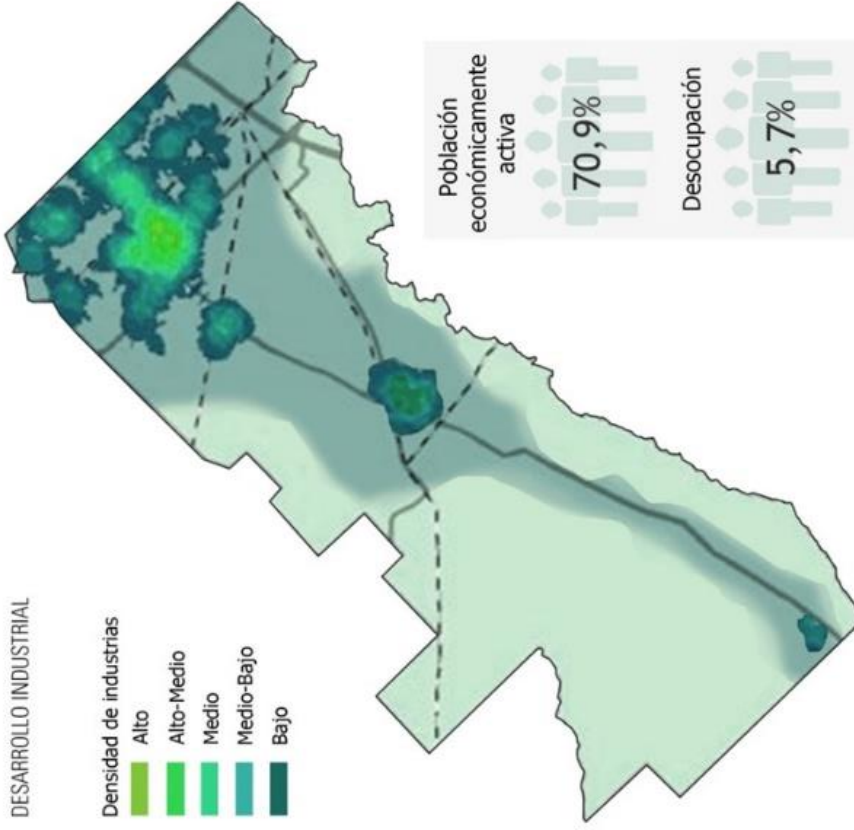 DESARROLLO INDUSTRIAL
Densidad de industrias
Alto
Alto-Medio
Medio
Medio-Bajo
Bajo
Población
económicamente
activa
70,9%
Desocupación
5,7%